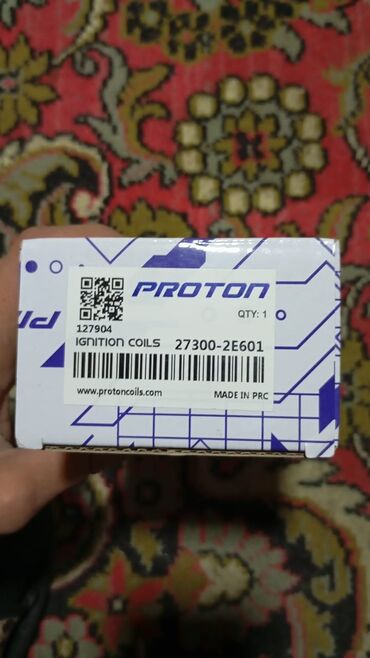 PROTON
QTY: 1
127904
IGNITION COILS 27300-2E601
www.protoncoils.com MADE IN PRC